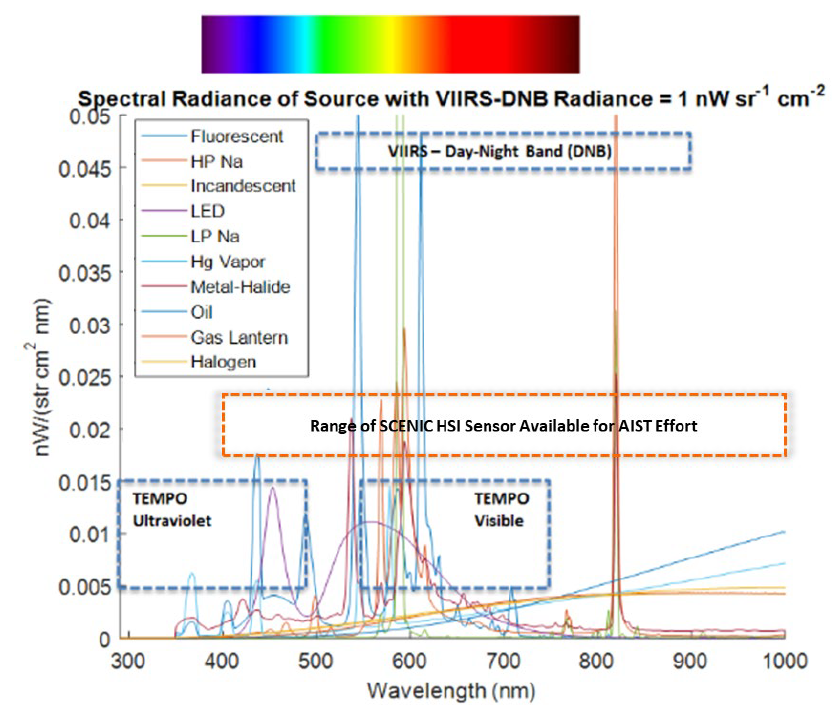 Spectral Radiance of Source with VIIRS-DNB Radiance = 1 nW sr⁻¹ cm⁻²
0.05
0.045
0.04
0.035
0.03
0.025
0.02
0.015
0.01
0.005
0
nW/(str cm² nm)
Fluorescent
HP Na
Incandescent
LED
LP Na
Hg Vapor
Metal-Halide
Oil
Gas Lantern
Halogen
VIIRS – Day-Night Band (DNB)
Range of SCENIC HSI Sensor Available for AIST Effort
TEMPO
Ultraviolet
TEMPO
Visible
300 400 500 600 700 800 900 1000
Wavelength (nm)